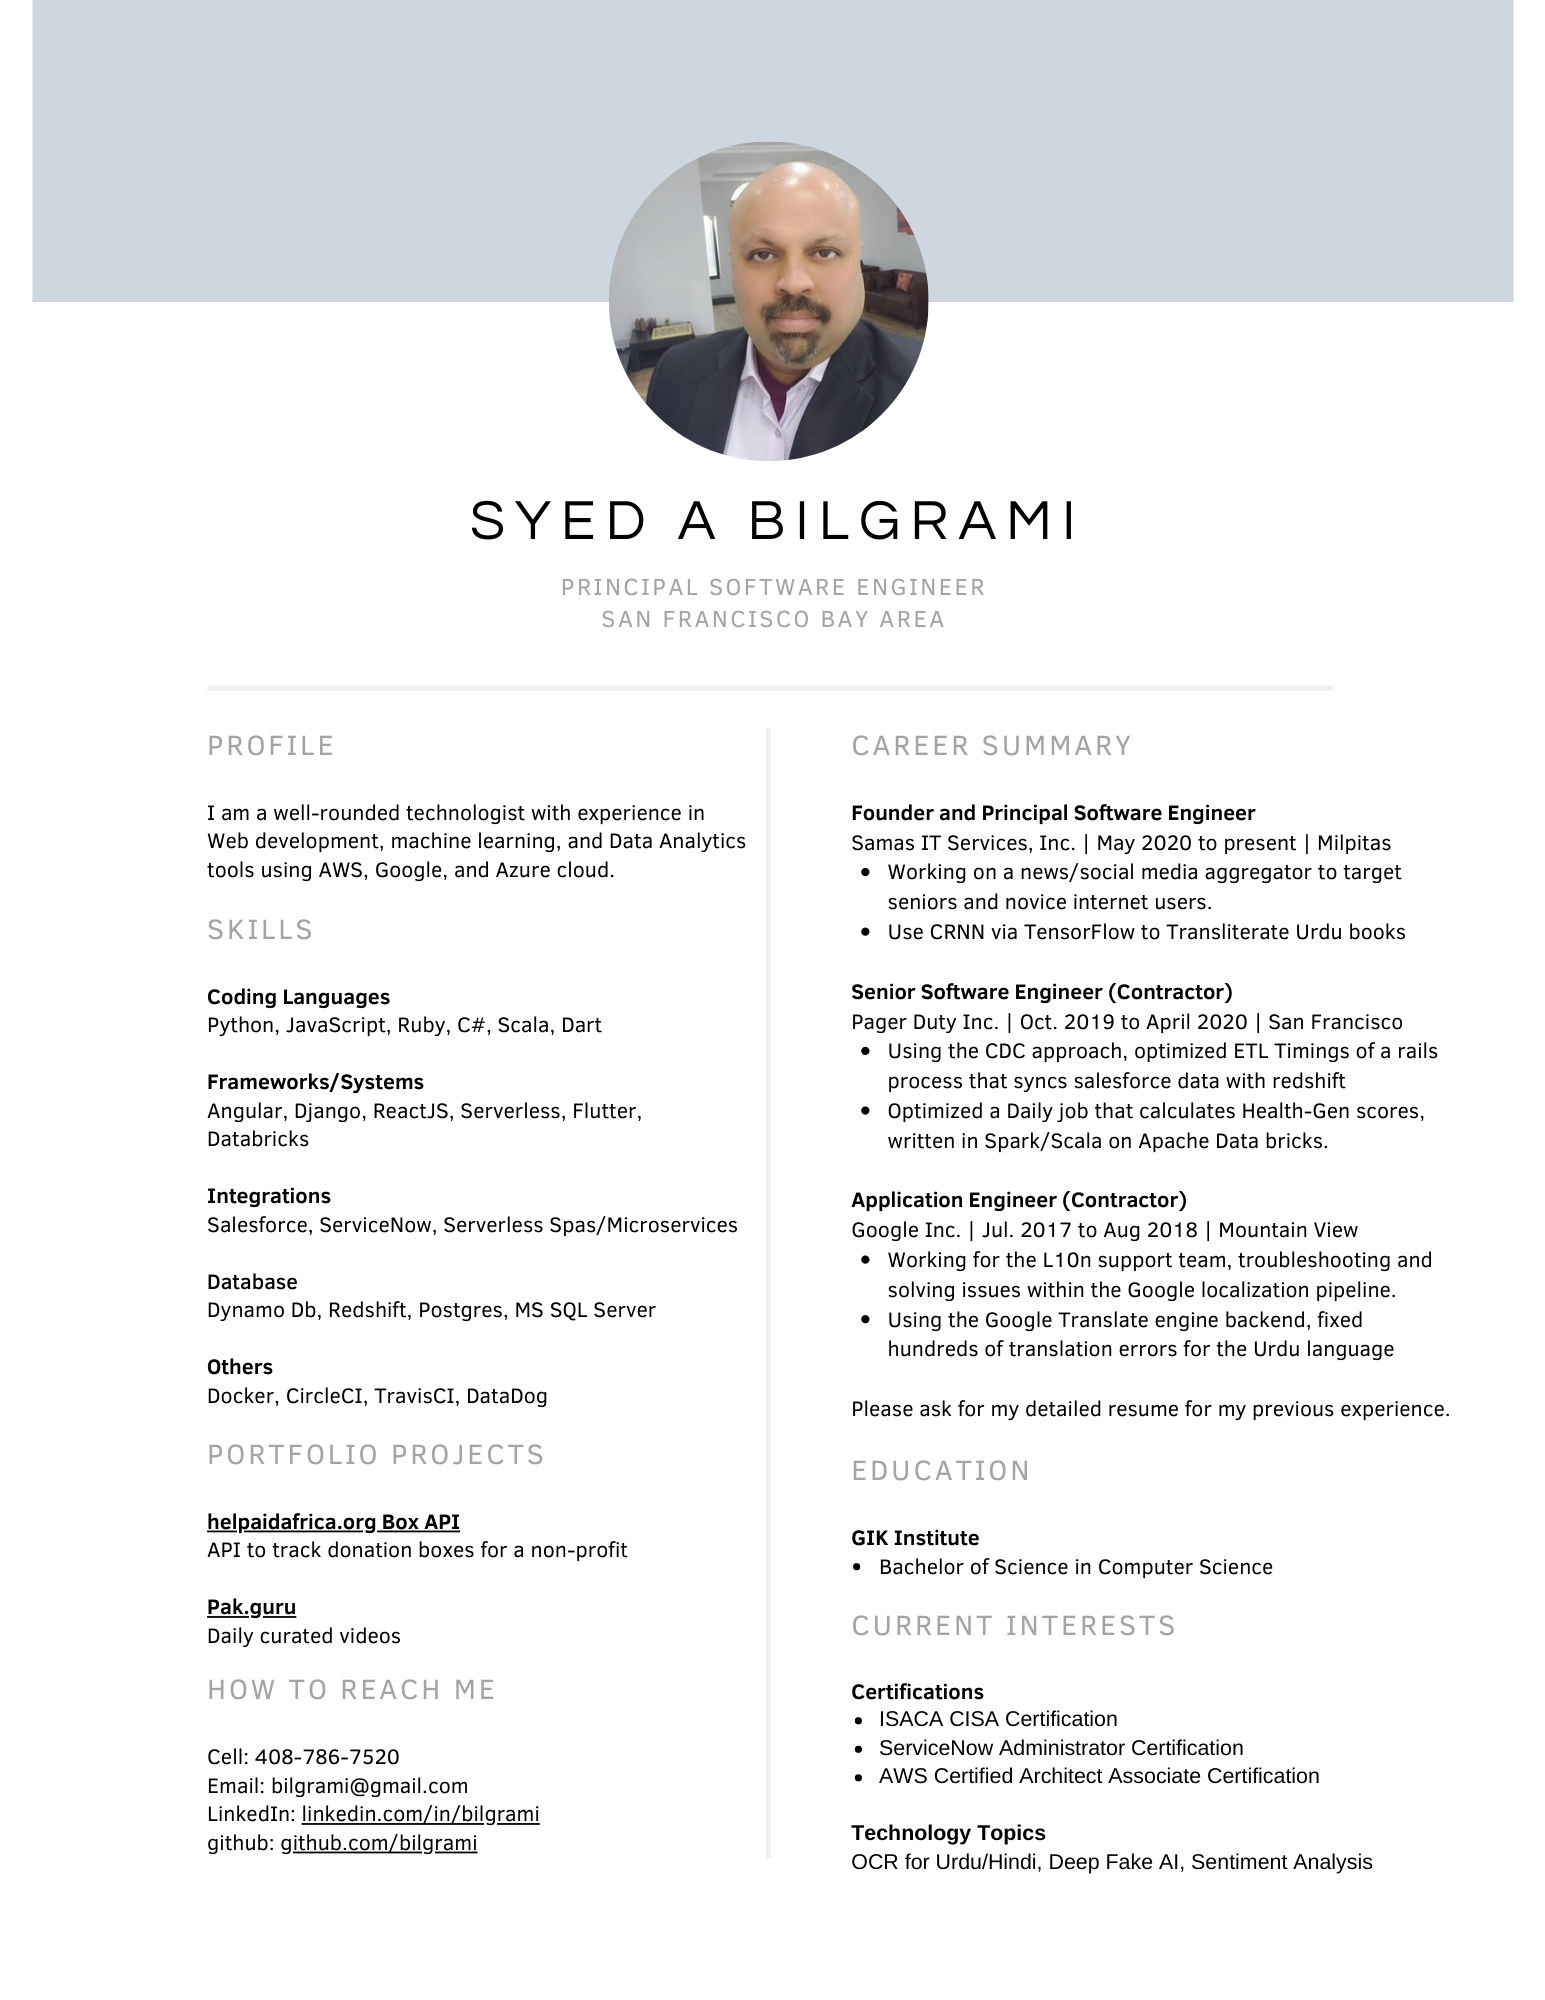 SYED A BILGRAMI
PRINCIPAL SOFTWARE ENGINEER
SAN FRANCISCO BAY AREA
PROFILE
I am a well-rounded technologist with experience in
Web development, machine learning, and Data Analytics
tools using AWS, Google, and Azure cloud.
SKILLS
Coding Languages
Python, JavaScript, Ruby, C#, Scala, Dart
Frameworks/Systems
Angular, Django, ReactJS, Serverless, Flutter,
Databricks
Integrations
Salesforce, ServiceNow, Serverless Spas/Microservices
Database
Dynamo Db, Redshift, Postgres, MS SQL Server
Others
Docker, CircleCI, TravisCI, DataDog
PORTFOLIO PROJECTS
helpaidafrica.org Box API
API to track donation boxes for a non-profit
Pak.guru
Daily curated videos
HOW TO REACH ME
Cell: 408-786-7520
Email: bilgrami@gmail.com
LinkedIn: linkedin.com/in/bilgrami
github: github.com/bilgrami
CAREER SUMMARY
Founder and Principal Software Engineer
Samas IT Services, Inc. | May 2020 to present | Milpitas
• Working on a news/social media aggregator to target
seniors and novice internet users.
• Use CRNN via TensorFlow to Transliterate Urdu books
Senior Software Engineer (Contractor)
Pager Duty Inc. | Oct. 2019 to April 2020 | San Francisco
• Using the CDC approach, optimized ETL Timings of a rails
process that syncs salesforce data with redshift
• Optimized a Daily job that calculates Health-Gen scores,
written in Spark/Scala on Apache Data bricks.
Application Engineer (Contractor)
Google Inc. | Jul. 2017 to Aug 2018 | Mountain View
• Working for the L10n support team, troubleshooting and
solving issues within the Google localization pipeline.
• Using the Google Translate engine backend, fixed
hundreds of translation errors for the Urdu language
Please ask for my detailed resume for my previous experience.
EDUCATION
GIK Institute
• Bachelor of Science in Computer Science
CURRENT INTERESTS
Certifications
• ISACA CISA Certification
• ServiceNow Administrator Certification
• AWS Certified Architect Associate Certification
Technology Topics
OCR for Urdu/Hindi, Deep Fake AI, Sentiment Analysis